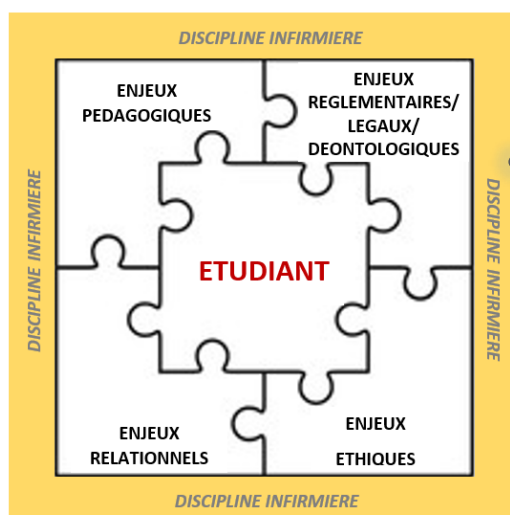 DISCIPLINE INFIRMIERE
ENJEUX
PEDAGOGIQUES
ENJEUX
REGLEMENTAIRES/
LEGAUX/
DEONTOLOGIQUES
DISCIPLINE INFIRMIERE
ETUDIANT
DISCIPLINE INFIRMIERE
ENJEUX
RELATIONNELS
ENJEUX
ETHIQUES
DISCIPLINE INFIRMIERE